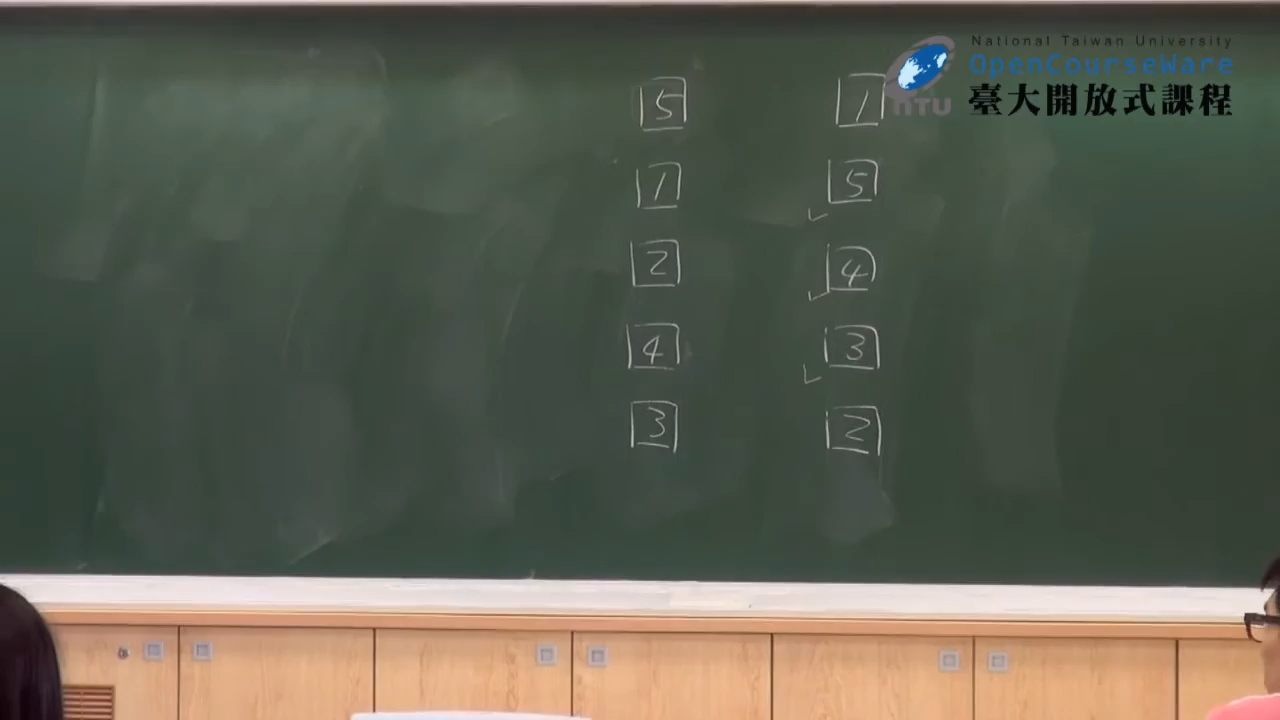 National Taiwan University
OpenCourseWare
NTU 臺大開放式課程
5 1
1 5
2 4
4 3
3 2